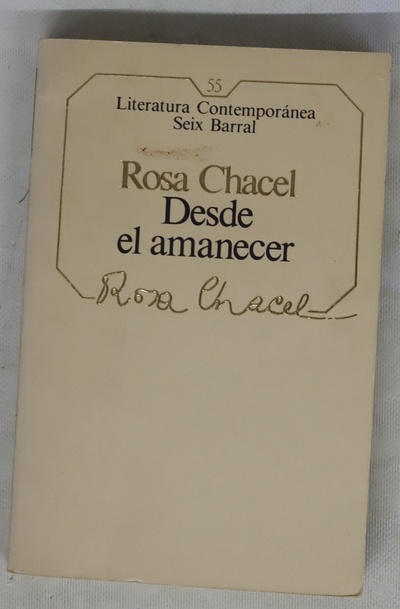 55
Literatura Contemporánea
Seix Barral
Rosa Chacel
Desde
el amanecer
Rosa Chacel